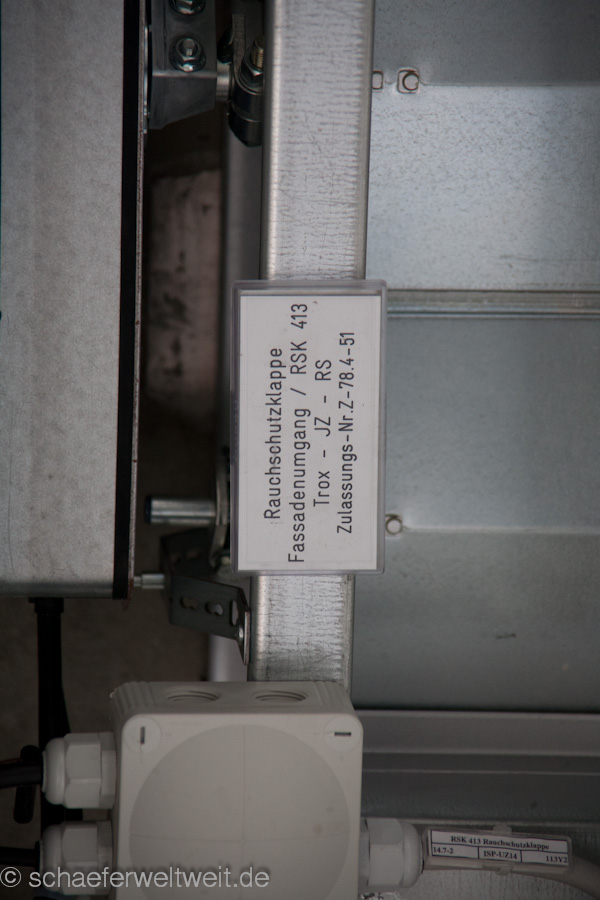 Rauchschutzklappe
Fassadenumgang / RSK 413
Trox - JZ - RS
Zulassungs-Nr.Z-78.4-51
RSK 413 Rauchschutzklappe
14.7-2 ISP-UZ14 113Y2
© schaeferweltweit.de